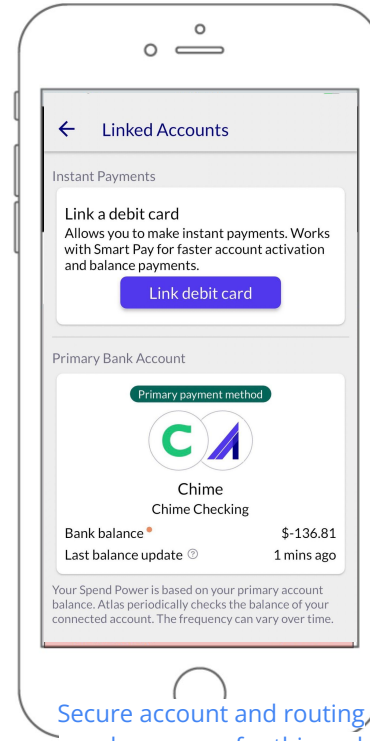 Linked Accounts
Instant Payments
Link a debit card
Allows you to make instant payments. Works
with Smart Pay for faster account activation
and balance payments.
Link debit card
Primary Bank Account
Primary payment method
Chime
Chime Checking
Bank balance $-136.81
Last balance update 1 mins ago
Your Spend Power is based on your primary account
balance. Atlas periodically checks the balance of your
connected account. The frequency can vary over time.
Secure account and routing